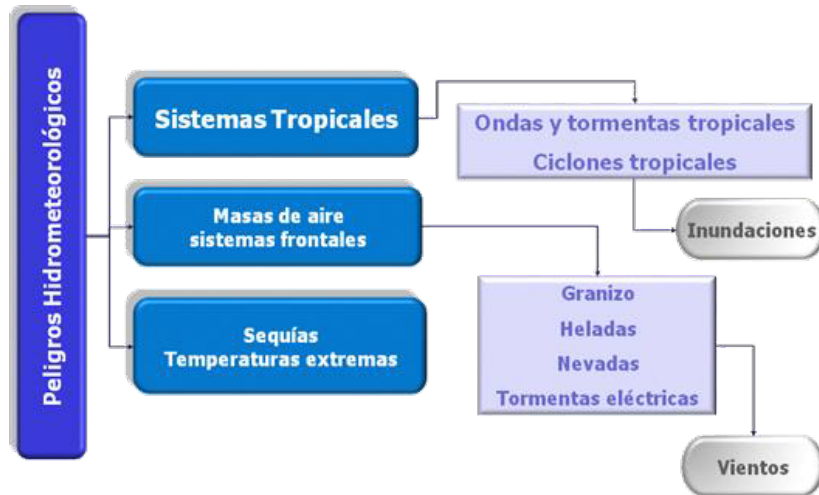 Peligros Hidrometeorológicos
Sistemas Tropicales
Ondas y tormentas tropicales
Ciclones tropicales
Inundaciones
Masas de aire
sistemas frontales
Granizo
Heladas
Nevadas
Tormentas eléctricas
Vientos
Sequías
Temperaturas extremas